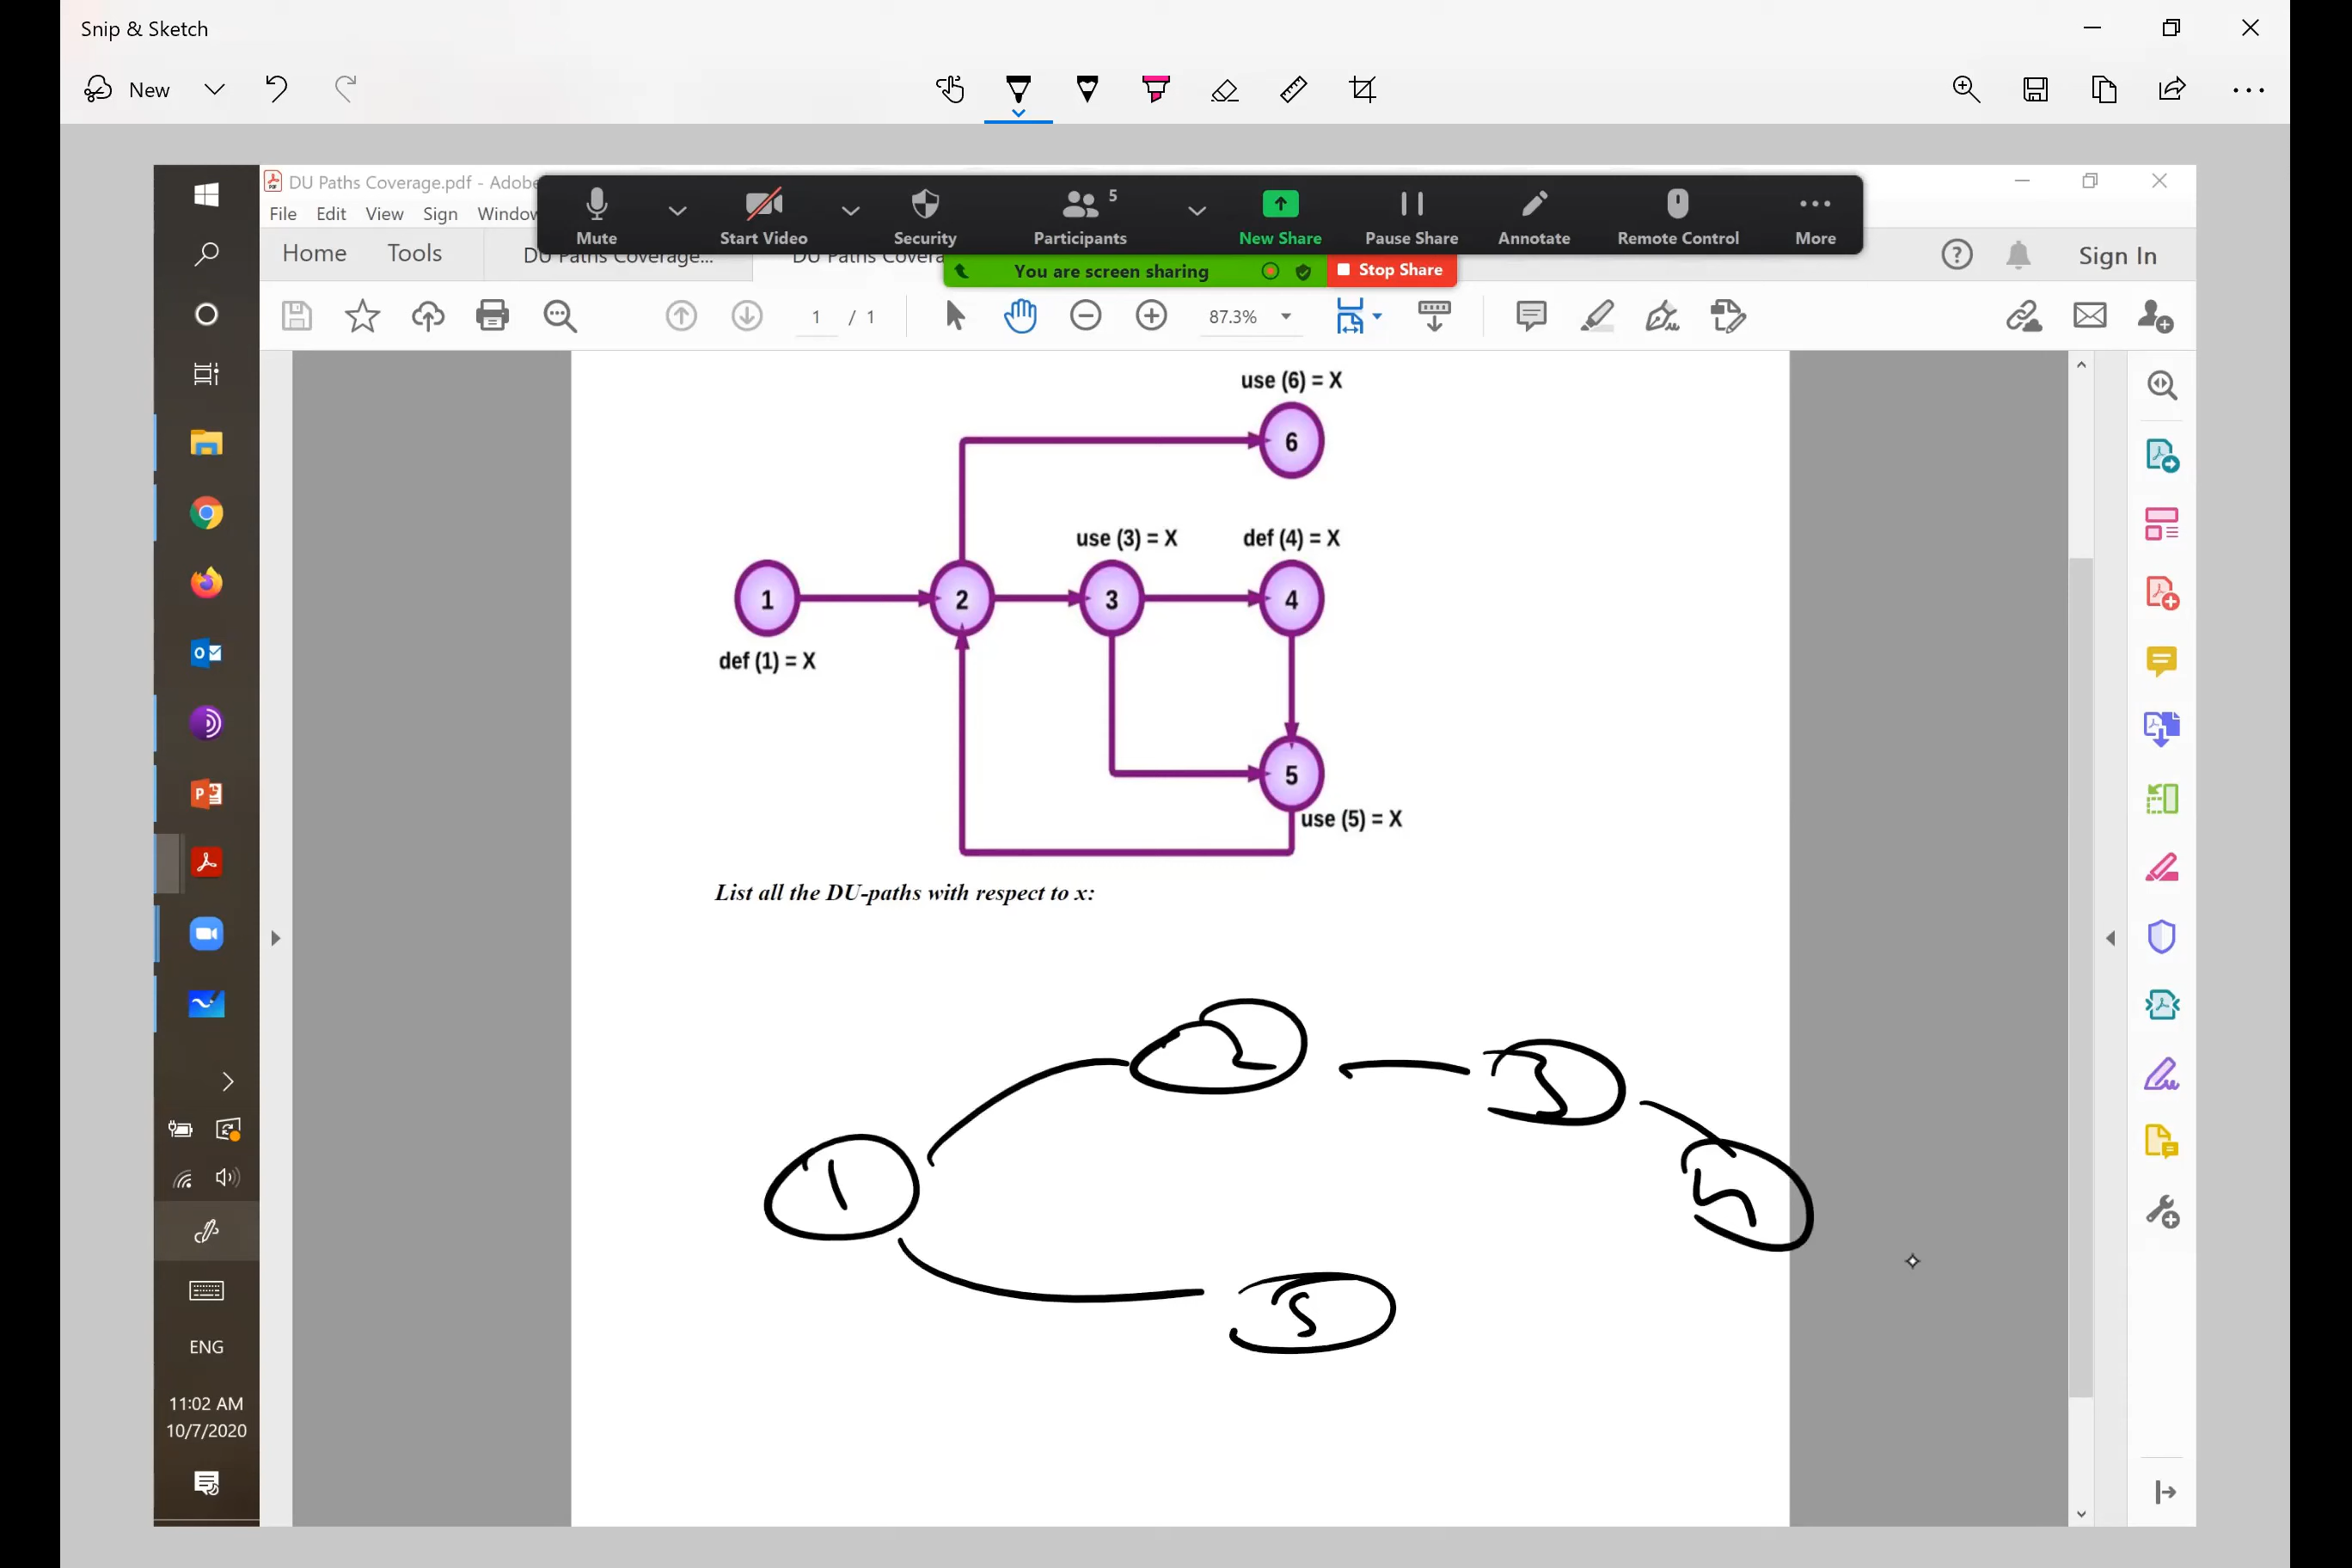 Snip & Sketch
New
DU Paths Coverage.pdf - Adobe
File Edit View Sign Window
Mute Start Video Security Participants 5 New Share Pause Share Annotate Remote Control More
Home Tools DU Paths Coverage... DU Paths Covera
You are screen sharing Stop Share
Sign In
1 / 1 87.3%
use (6) = X
6
use (3) = X def (4) = X
1 2 3 4
def (1) = X
5
use (5) = X
List all the DU-paths with respect to x:
2
3
1
5
5
ENG
11:02 AM
10/7/2020